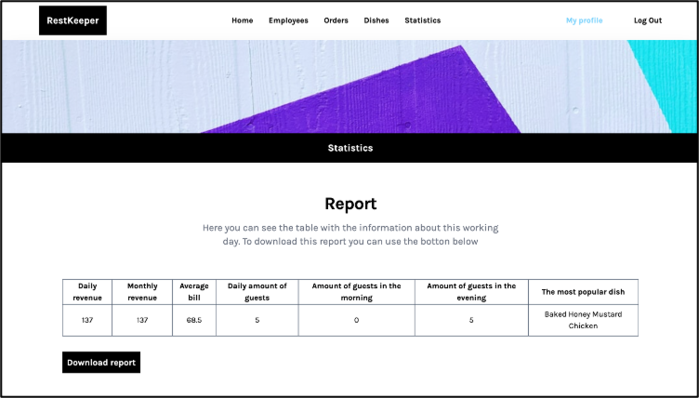 RestKeeper Home Employees Orders Dishes Statistics My profile Log Out
Statistics
Report
Here you can see the table with the information about this working
day. To download this report you can use the botton below
Daily revenue Monthly revenue Average bill Daily amount of guests Amount of guests in the morning Amount of guests in the evening The most popular dish
137 137 68.5 5 0 5 Baked Honey Mustard Chicken
Download report